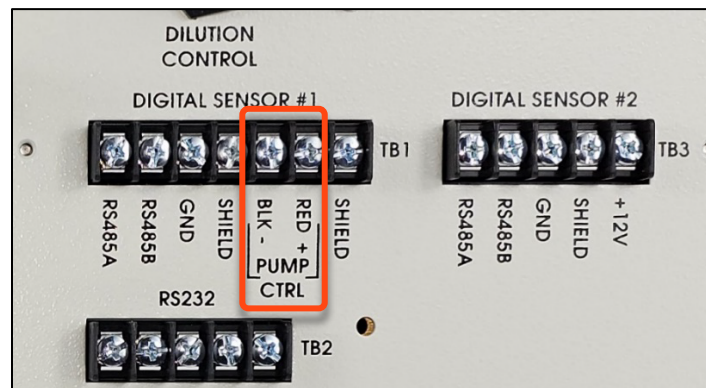 DILUTION
CONTROL
DIGITAL SENSOR #1
DIGITAL SENSOR #2
TB1
TB3
RS485A
RS485B
GND
SHIELD
BLK -
RED +
SHIELD
PUMP
CTRL
RS485A
RS485B
GND
SHIELD
+12V
RS232
TB2